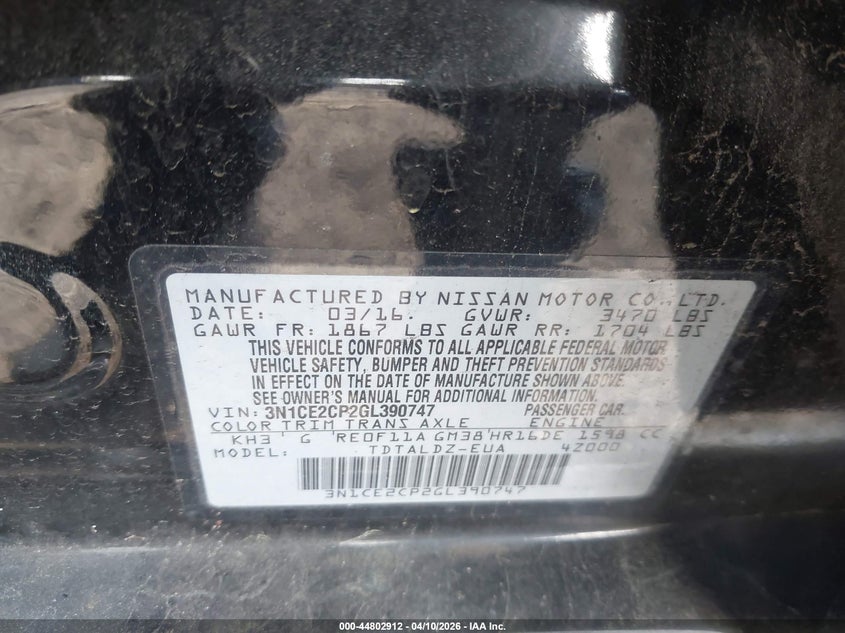 MANUFACTURED BY NISSAN MOTOR CO., LTD.
DATE: 03/16. GVWR: 3470 LBS
GAWR FR: 1867 LBS GAWR RR: 1704 LBS
THIS VEHICLE CONFORMS TO ALL APPLICABLE FEDERAL MOTOR
VEHICLE SAFETY, BUMPER AND THEFT PREVENTION STANDARDS
IN EFFECT ON THE DATE OF MANUFACTURE SHOWN ABOVE.
SEE OWNER'S MANUAL FOR ADDITIONAL INFORMATION.
VIN: 3N1CE2CP2GL390747 PASSENGER CAR
COLOR TRIM TRANS AXLE ENGINE
KH3 ' G 'RE0F11A GM38'HR16DE 1598 CC
MODEL: TDTALDZ-EUA 4Z000
3N1CE2CP2GL390747
000-44802912 - 04/10/2026 - IAA Inc.